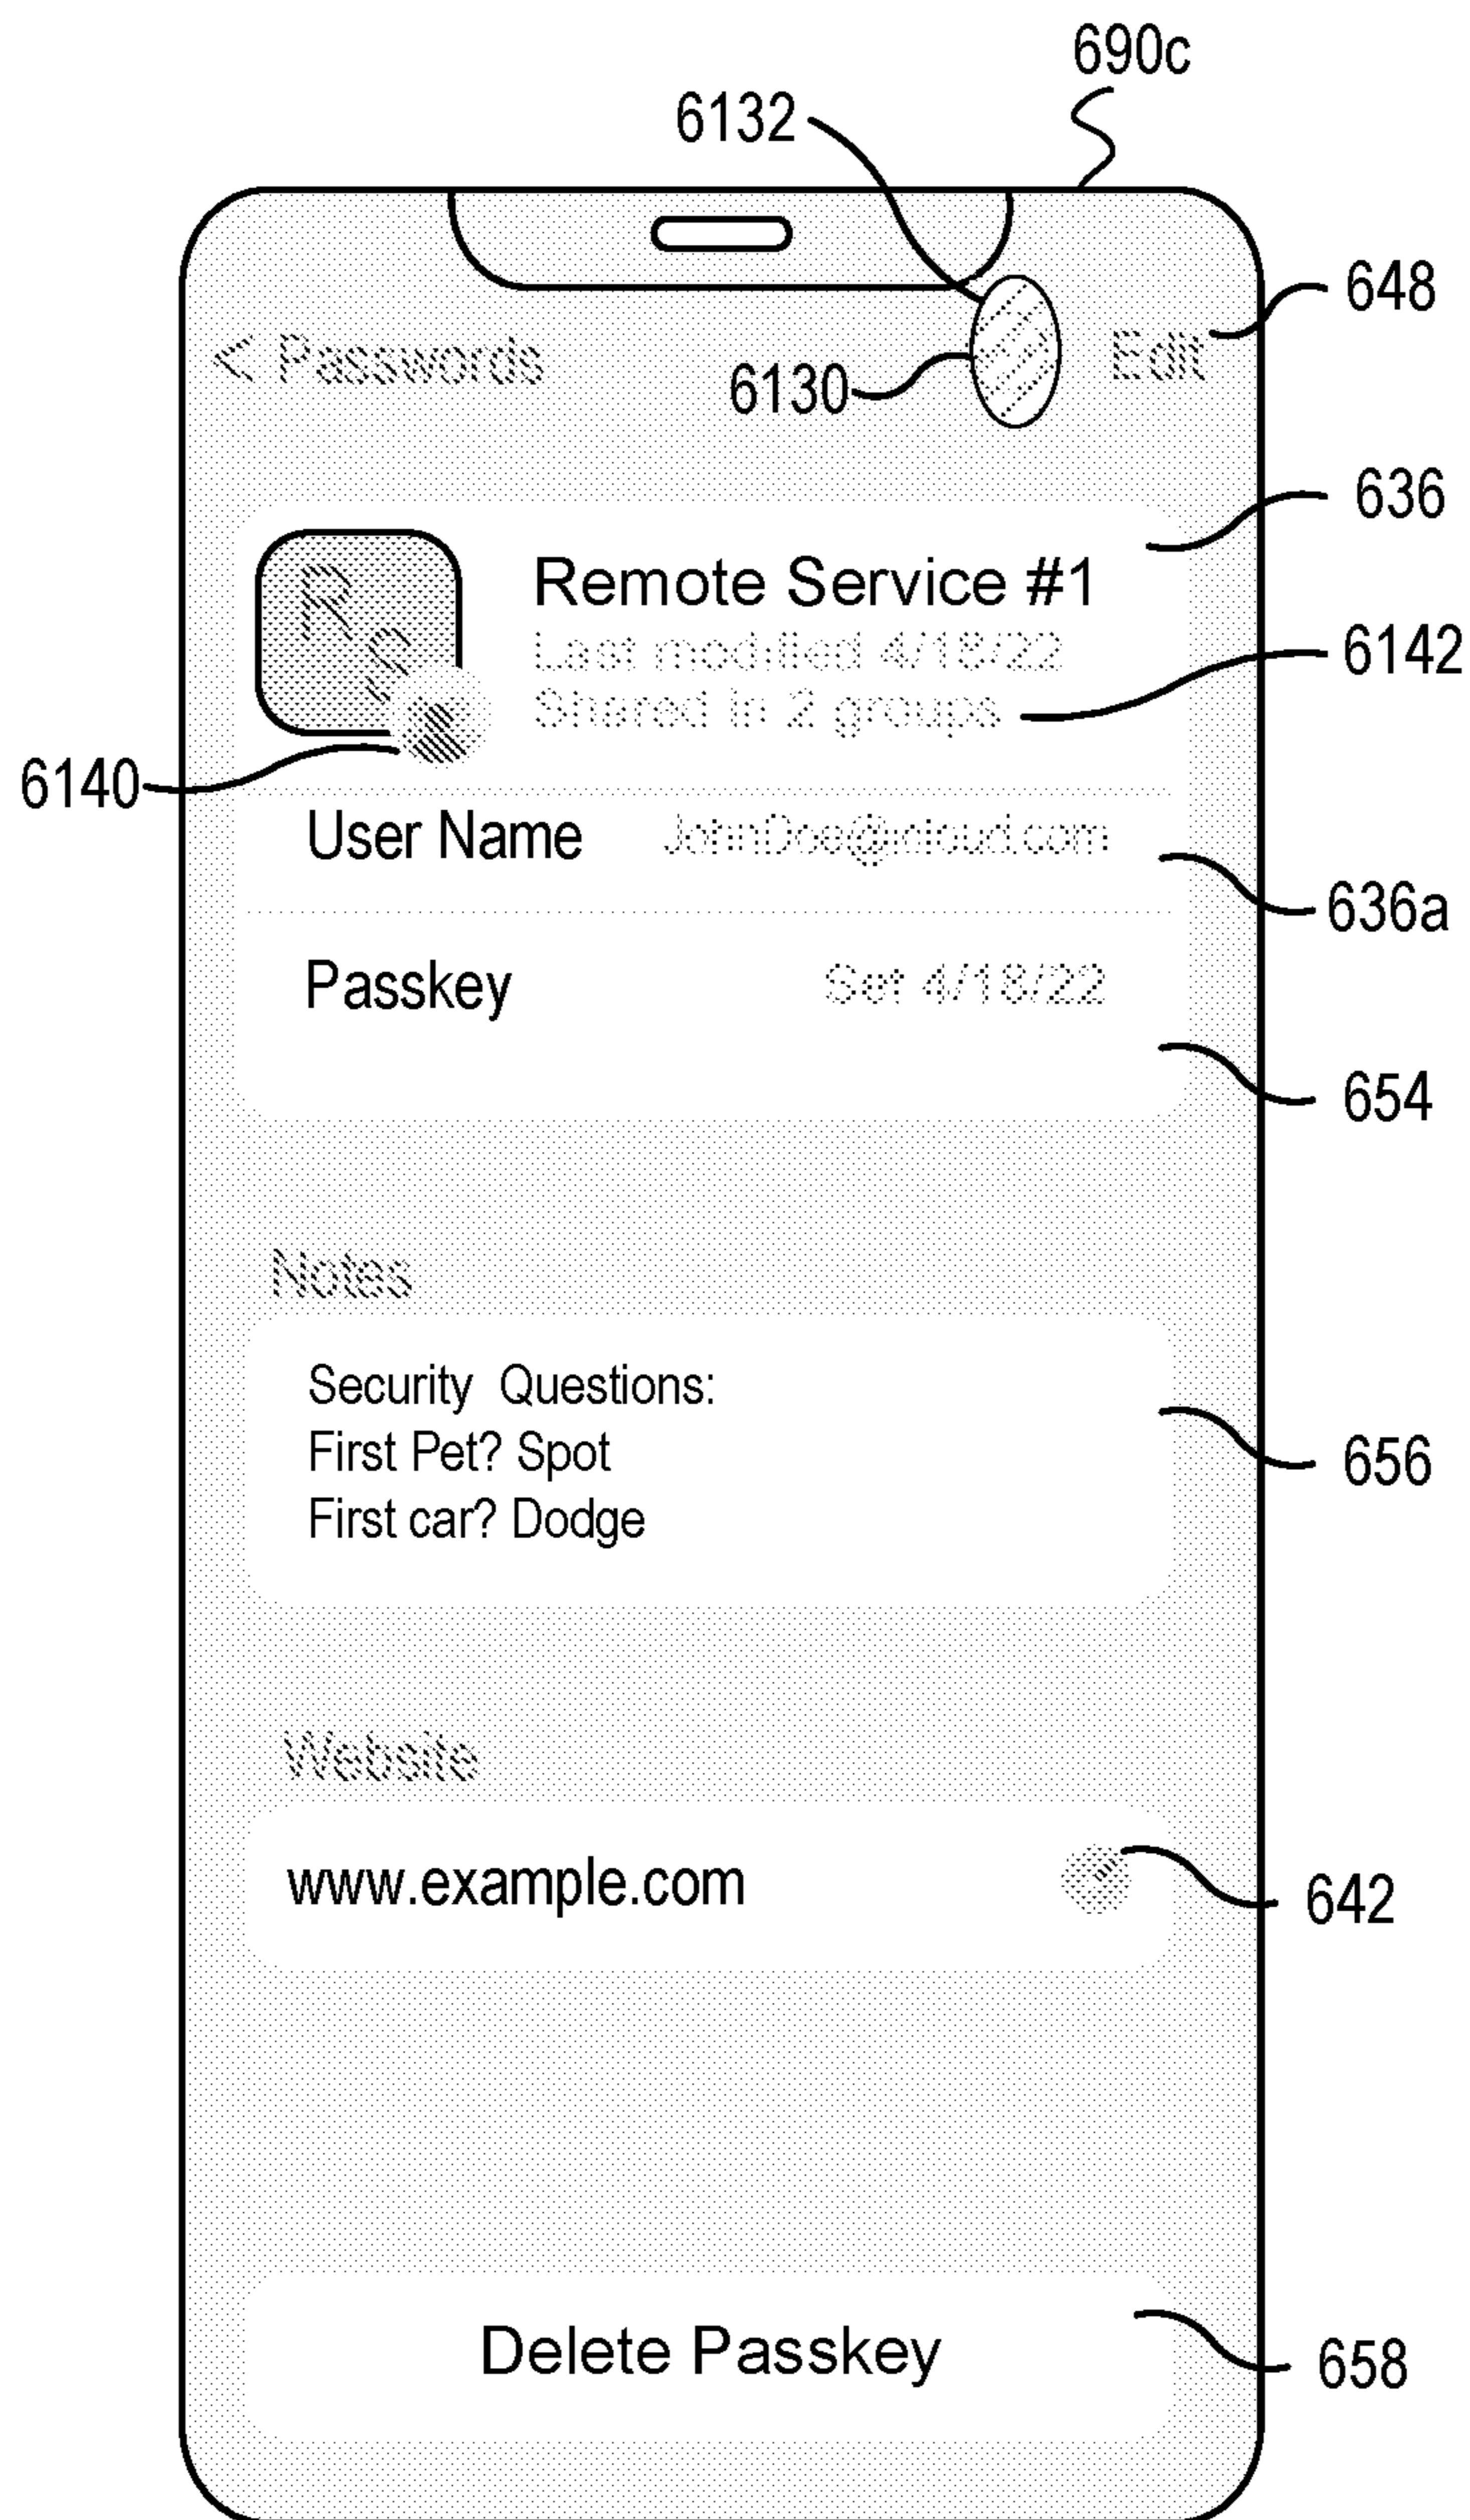 690c
6132
648
< Passwords
6130
Edit
636
R
S
Remote Service #1
Last modified 4/18/22
6142
Shared in 2 groups
6140
User Name JohnDoe@icloud.com
636a
Passkey Set 4/18/22
654
Notes
Security Questions:
656
First Pet? Spot
First car? Dodge
Website
www.example.com
642
Delete Passkey
658